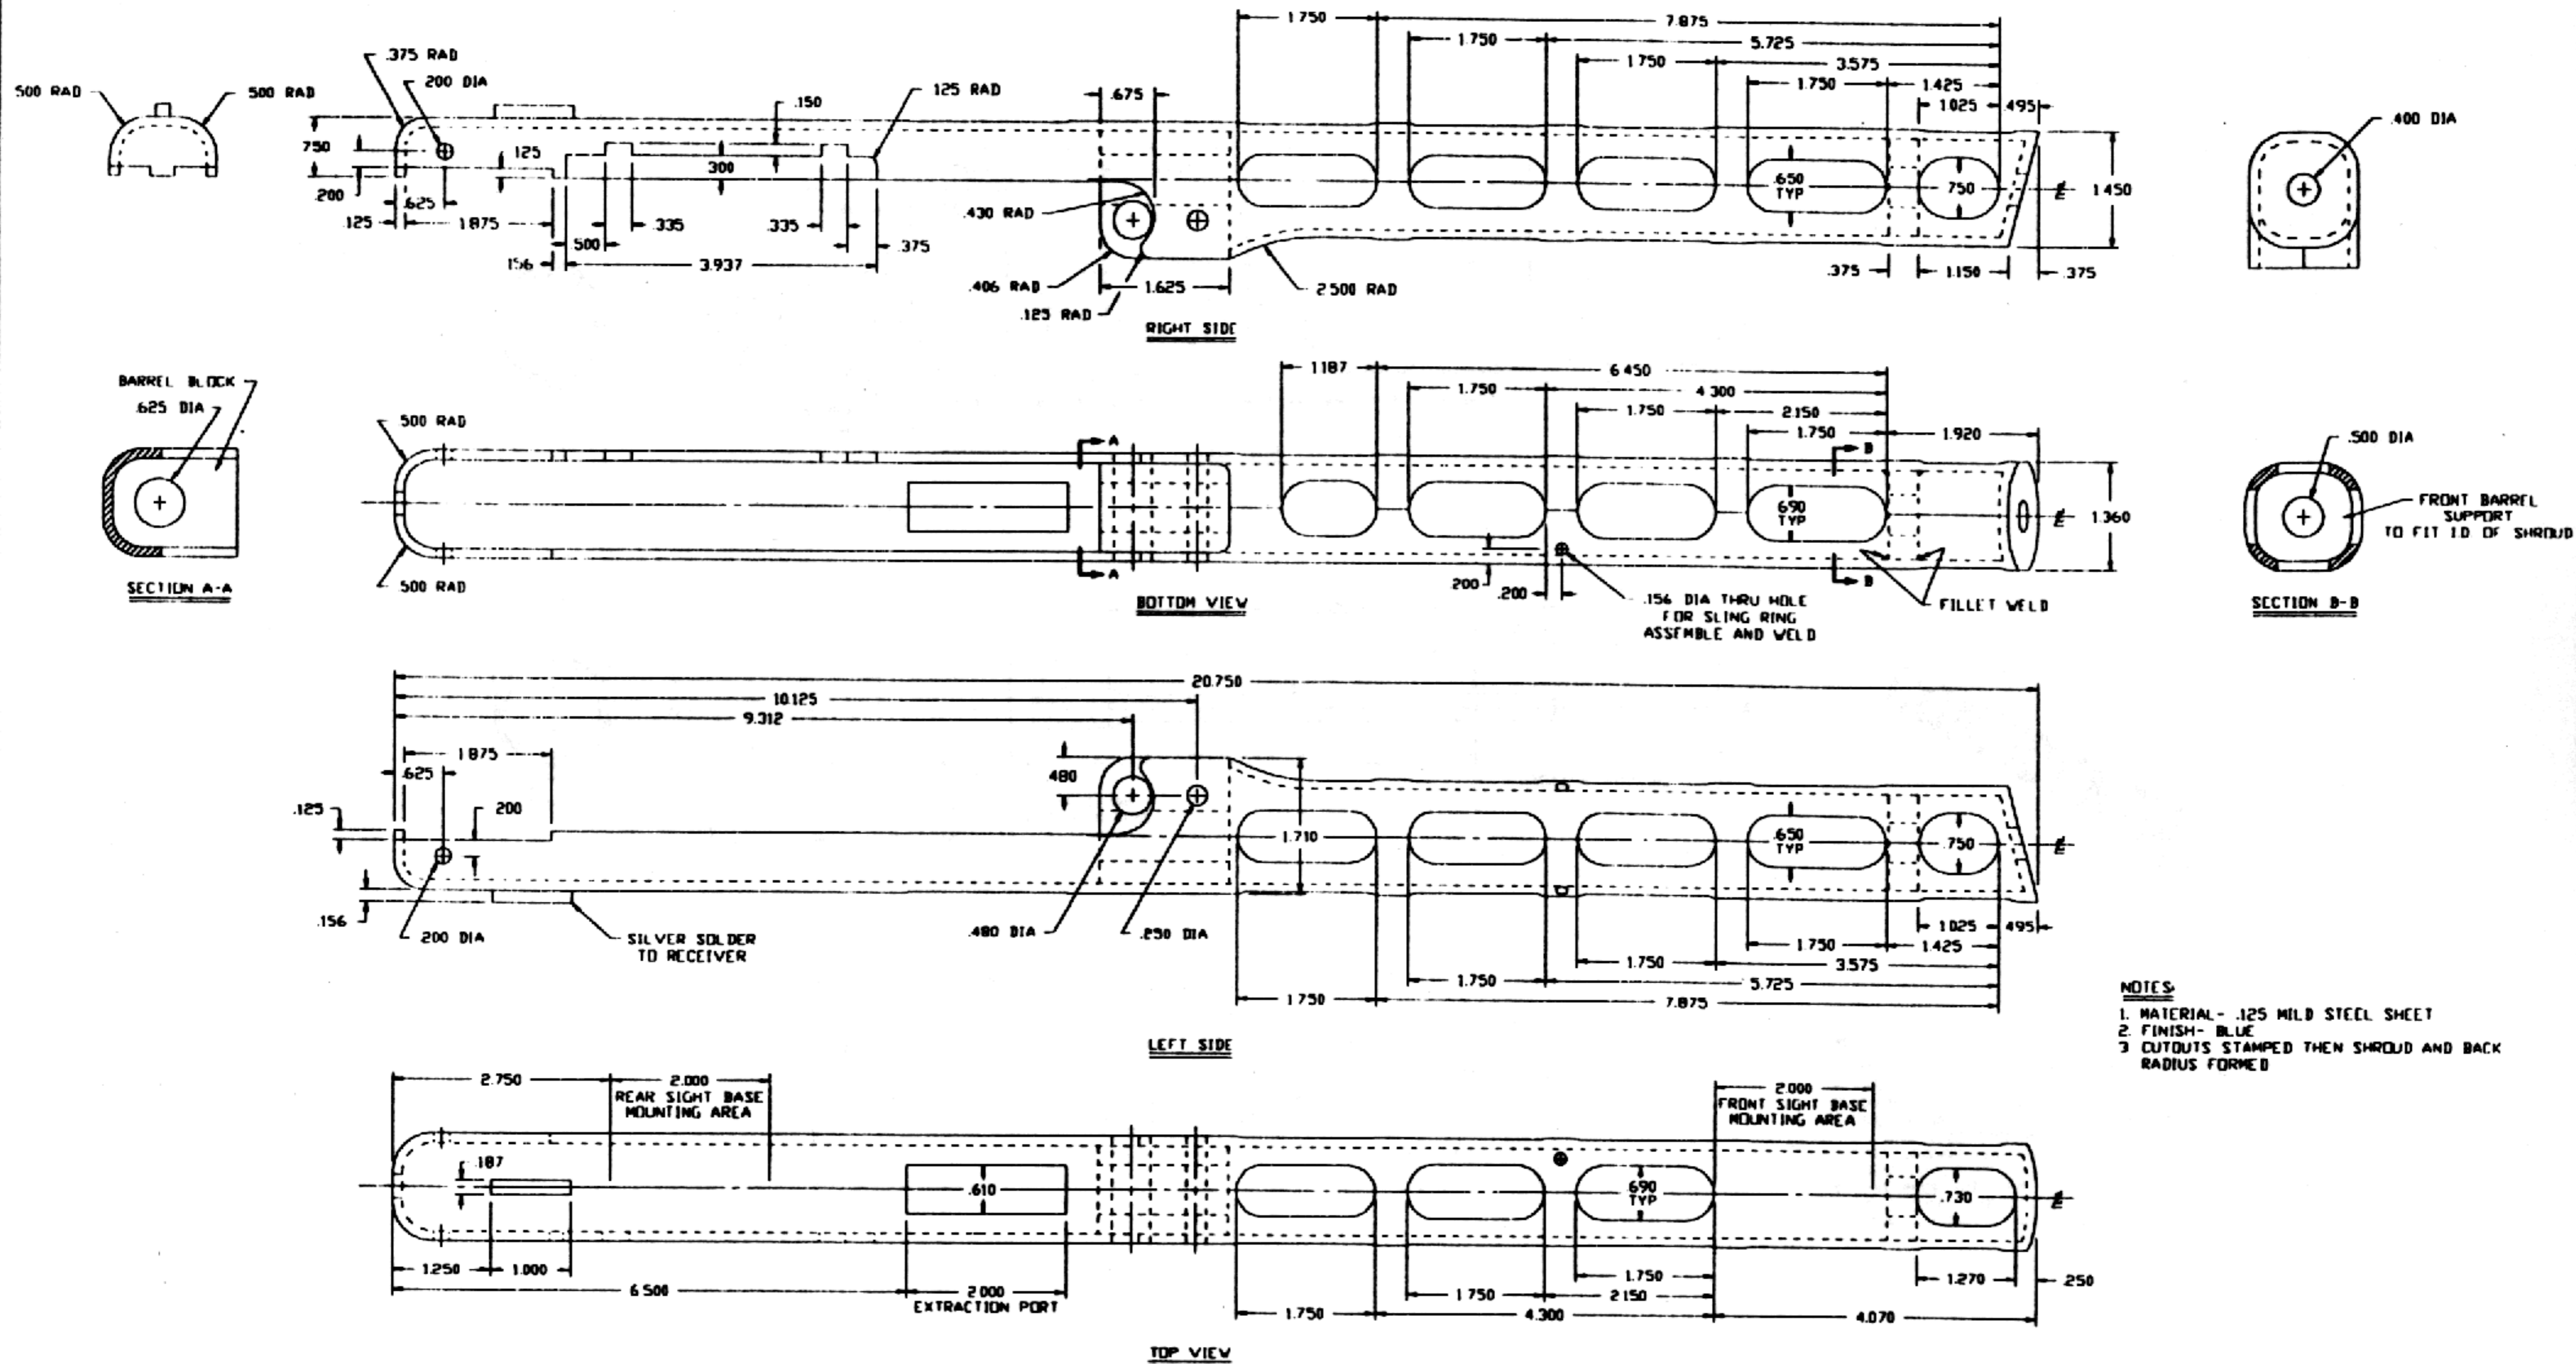 1.750
7.875
1.750
5.725
1.750
3.575
1.750
1.425
1.025
.495
.375 RAD
.200 DIA
.500 RAD
.500 RAD
.675
.150
.125 RAD
.750
.125
.300
.200
.625
.125
1.875
.500
.335
.335
.375
.156
3.937
.430 RAD
.406 RAD
.125 RAD
1.625
2.500 RAD
.650
TYP
.750
1.450
.375
1.150
.375
.400 DIA
RIGHT SIDE
BARREL BLOCK
.625 DIA
SECTION A-A
.500 RAD
.500 RAD
A
A
1.187
6.450
1.750
4.300
1.750
2.150
1.750
1.920
B
B
.690
TYP
1.360
.200
.200
.156 DIA THRU HOLE
FOR SLING RING
ASSEMBLE AND WELD
FILLET WELD
BOTTOM VIEW
.500 DIA
FRONT BARREL
SUPPORT
TO FIT I.D OF SHROUD
SECTION B-B
20.750
10.125
9.312
1.875
.625
.200
.125
.156
.200 DIA
SILVER SOLDER
TO RECEIVER
.480
.480 DIA
.250 DIA
1.710
.650
TYP
.750
1.025
.495
1.750
1.425
1.750
3.575
1.750
5.725
1.750
7.875
LEFT SIDE
NOTES:
1. MATERIAL- .125 MILD STEEL SHEET
2. FINISH- BLUE
3 CUTOUTS STAMPED THEN SHROUD AND BACK
RADIUS FORMED
2.750
2.000
REAR SIGHT BASE
MOUNTING AREA
2.000
FRONT SIGHT BASE
MOUNTING AREA
.187
.610
.690
TYP
.730
1.250
1.000
6.500
2.000
EXTRACTION PORT
1.750
1.750
2.150
1.750
4.300
4.070
1.270
.250
TOP VIEW